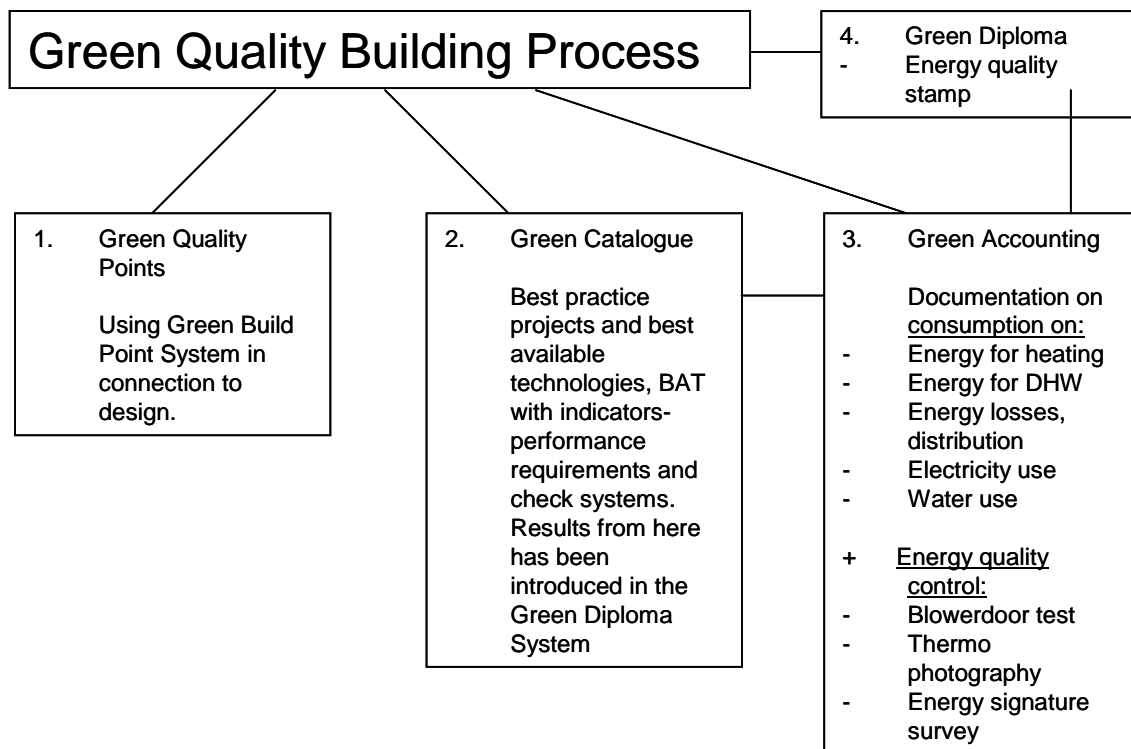 Green Quality Building Process
4. Green Diploma
- Energy quality
stamp
1. Green Quality
Points
Using Green Build
Point System in
connection to
design.
2. Green Catalogue
Best practice
projects and best
available
technologies, BAT
with indicators-
performance
requirements and
check systems.
Results from here
has been
introduced in the
Green Diploma
System
3. Green Accounting
Documentation on
consumption on:
- Energy for heating
- Energy for DHW
- Energy losses,
distribution
- Electricity use
- Water use
+ Energy quality
control:
- Blowerdoor test
- Thermo
photography
- Energy signature
survey